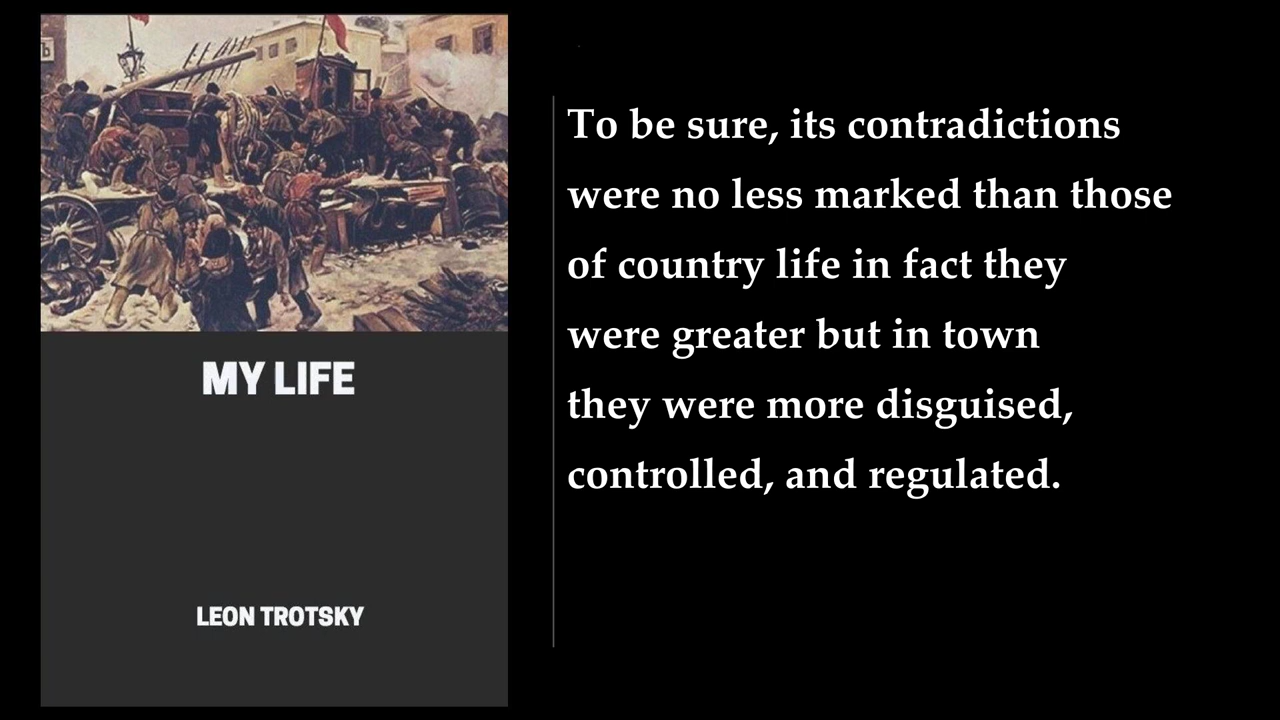 MY LIFE
LEON TROTSKY
To be sure, its contradictions
were no less marked than those
of country life in fact they
were greater but in town
they were more disguised,
controlled, and regulated.